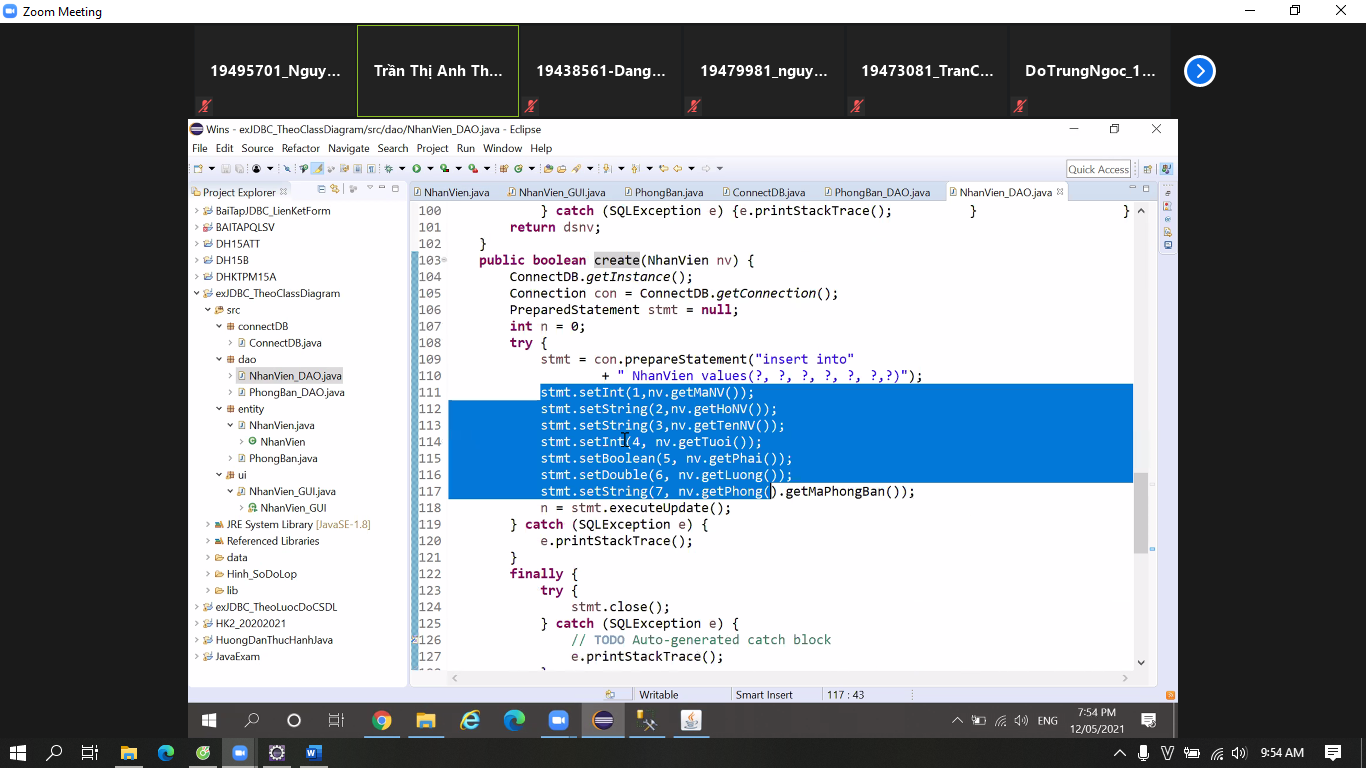 Zoom Meeting
19495701_Nguy...
Trần Thị Anh Th...
19438561-Dang...
19479981_nguy...
19473081_TranC...
DoTrungNgoc_1...
Wins - exJDBC_TheoClassDiagram/src/dao/NhanVien_DAO.java - Eclipse
File Edit Source Refactor Navigate Search Project Run Window Help
Quick Access
Project Explorer
BaiTapJDBC_LienKetForm
BAITAPQLSV
DH15ATT
DH15B
DHKTPM15A
exJDBC_TheoClassDiagram
src
connectDB
ConnectDB.java
dao
NhanVien_DAO.java
PhongBan_DAO.java
entity
NhanVien.java
NhanVien
PhongBan.java
ui
NhanVien_GUI.java
NhanVien_GUI
JRE System Library [JavaSE-1.8]
Referenced Libraries
data
Hinh_SoDoLop
lib
exJDBC_TheoLuocDoCSDL
HK2_20202021
HuongDanThucHanhJava
JavaExam
NhanVien.java NhanVien_GUI.java PhongBan.java ConnectDB.java PhongBan_DAO.java NhanVien_DAO.java
100 } catch (SQLException e) {e.printStackTrace(); } }
101 return dsnv;
102 }
103 public boolean create(NhanVien nv) {
104 ConnectDB.getInstance();
105 Connection con = ConnectDB.getConnection();
106 PreparedStatement stmt = null;
107 int n = 0;
108 try {
109 stmt = con.prepareStatement("insert into"
110 + " NhanVien values(?, ?, ?, ?, ?, ?,?)");
111 stmt.setInt(1,nv.getMaNV());
112 stmt.setString(2,nv.getHoNV());
113 stmt.setString(3,nv.getTenNV());
114 stmt.setInt(4, nv.getTuoi());
115 stmt.setBoolean(5, nv.getPhai());
116 stmt.setDouble(6, nv.getLuong());
117 stmt.setString(7, nv.getPhong().getMaPhongBan());
118 n = stmt.executeUpdate();
119 } catch (SQLException e) {
120 e.printStackTrace();
121 }
122 finally {
123 try {
124 stmt.close();
125 } catch (SQLException e) {
126 // TODO Auto-generated catch block
127 e.printStackTrace();
Writable Smart Insert 117 : 43
ENG
7:54 PM
12/05/2021
9:54 AM